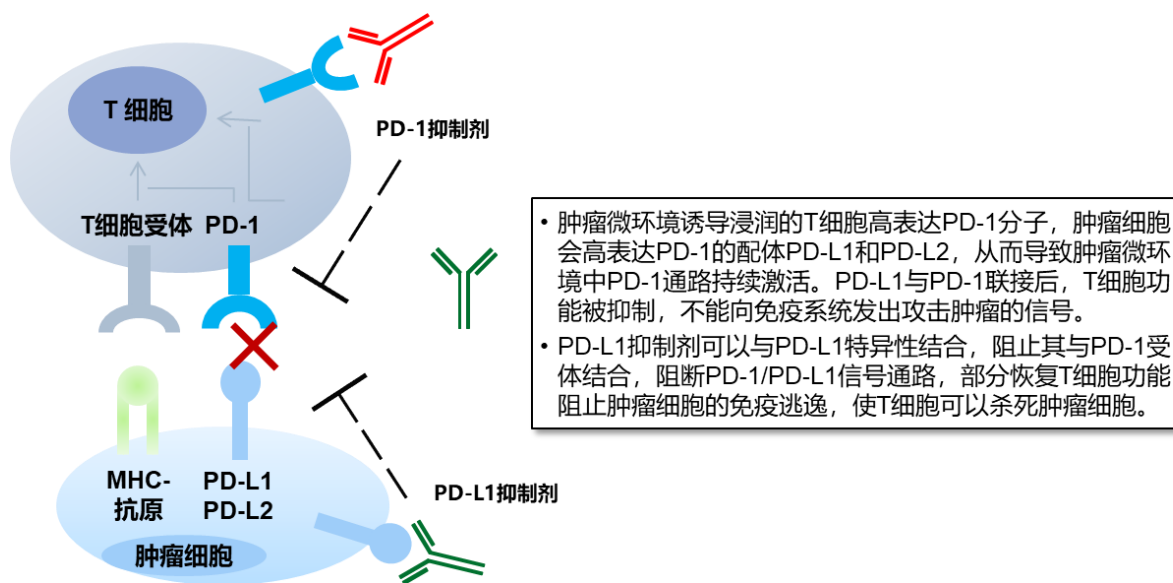 T 细胞
PD-1抑制剂
T细胞受体 PD-1
• 肿瘤微环境诱导浸润的T细胞高表达PD-1分子，肿瘤细胞
会高表达PD-1的配体PD-L1和PD-L2，从而导致肿瘤微环
境中PD-1通路持续激活。PD-L1与PD-1联接后，T细胞功
能被抑制，不能向免疫系统发出攻击肿瘤的信号。
• PD-L1抑制剂可以与PD-L1特异性结合，阻止其与PD-1受
体结合，阻断PD-1/PD-L1信号通路，部分恢复T细胞功能
阻止肿瘤细胞的免疫逃逸，使T细胞可以杀死肿瘤细胞。
MHC-
抗原
PD-L1
PD-L2
PD-L1抑制剂
肿瘤细胞